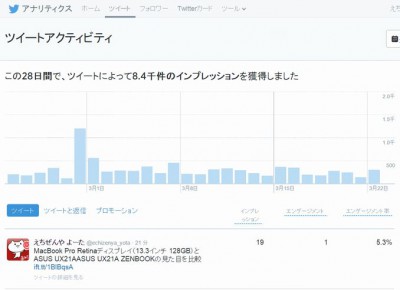 アナリティクス ホーム ツイート フォロワー Twitterカード ツール
ツイートアクティビティ
この28日間で、ツイートによって8.4千件のインプレッションを獲得しました
2.0千
1.5千
1.0千
3月1日 3月8日 3月15日 3月22日
ツイート ツイートと返信 プロモーション インプレッション エンゲージメント エンゲージメント率
えちぜんや よーた @echizenya_yota · 21 分
19 1 5.3%
MacBook Pro Retinaディスプレイ(13.3インチ 128GB)と
ASUS UX21AASUS UX21A ZENBOOKの見た目を比較
ift.tt/1BlBqsA
ツイートの詳細を見る